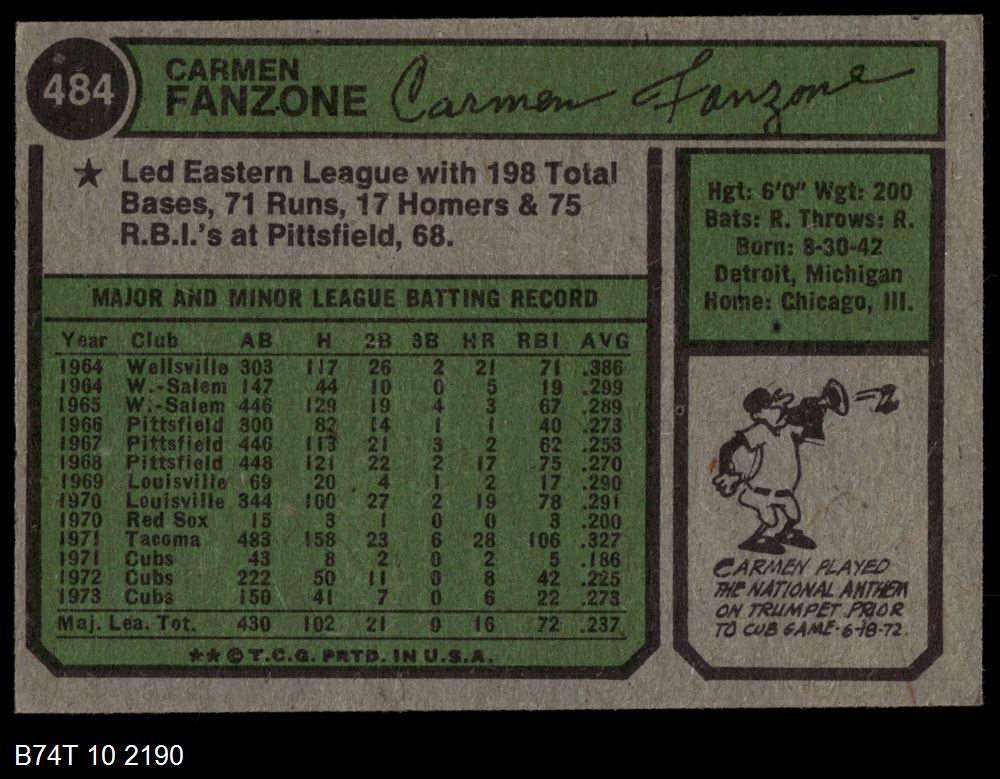 484
CARMEN
FANZONE
Carmen Fanzone
★ Led Eastern League with 198 Total
Bases, 71 Runs, 17 Homers & 75
R.B.I.'s at Pittsfield, 68.
MAJOR AND MINOR LEAGUE BATTING RECORD
Year Club AB H 2B 3B HR RBI AVG
1964 Wellsville 303 117 26 2 21 71 .386
1964 W.-Salem 147 44 10 0 5 19 .299
1965 W.-Salem 446 129 19 4 3 67 .289
1966 Pittsfield 300 82 14 1 1 40 .273
1967 Pittsfield 446 113 21 3 2 62 .253
1968 Pittsfield 448 121 22 2 17 75 .270
1969 Louisville 69 20 4 1 2 17 .290
1970 Louisville 344 100 27 2 19 78 .291
1970 Red Sox 15 3 1 0 0 3 .200
1971 Tacoma 483 158 23 6 28 106 .327
1971 Cubs 43 8 2 0 2 5 .186
1972 Cubs 222 50 11 0 8 42 .225
1973 Cubs 150 41 7 0 6 22 .273
Maj. Lea. Tot. 430 102 21 0 16 72 .237
** © T.C.G. PRTD. IN U.S.A.
Hgt: 6'0" Wgt: 200
Bats: R. Throws: R.
Born: 8-30-42
Detroit, Michigan
Home: Chicago, Ill.
CARMEN PLAYED
THE NATIONAL ANTHEM
ON TRUMPET PRIOR
TO CUB GAME-6-18-72.
B74T 10 2190